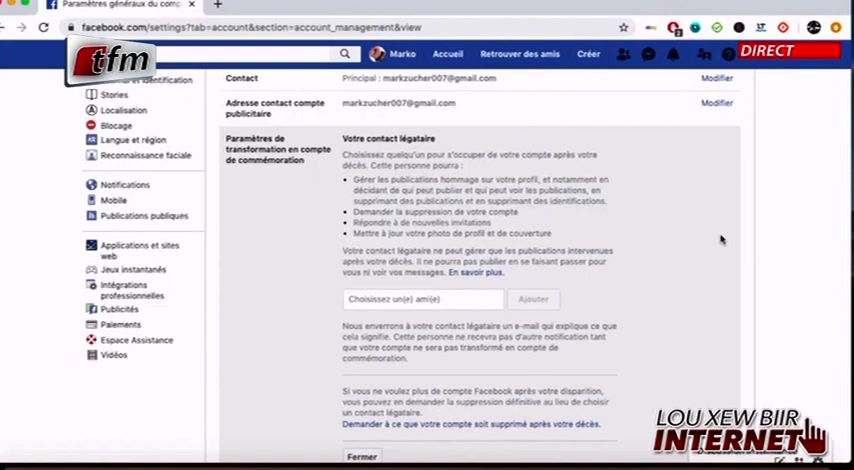 Paramètres généraux du comp
facebook.com/settings?tab=account&section=account_management&view
tfm
Marko
Accueil
Retrouver des amis
Créer
DIRECT
et identification
Stories
Localisation
Blocage
Langue et région
Reconnaissance faciale
Notifications
Mobile
Publications publiques
Applications et sites
web
Jeux instantanés
Intégrations
professionnelles
Publicités
Paiements
Espace Assistance
Vidéos
Contact
Principal : markzucher007@gmail.com
Modifier
Adresse contact compte
publicitaire
markzucher007@gmail.com
Modifier
Paramètres de
transformation en compte
de commémoration
Votre contact légataire
Choisissez quelqu'un pour s'occuper de votre compte après votre
décès. Cette personne pourra :
• Gérer les publications hommage sur votre profil, et notamment en
décidant de qui peut publier et qui peut voir les publications, en
supprimant des publications et en supprimant des identifications.
• Demander la suppression de votre compte
• Répondre à de nouvelles invitations
• Mettre à jour votre photo de profil et de couverture
Votre contact légataire ne peut gérer que les publications intervenues
après votre décès. Il ne pourra pas publier en se faisant passer pour
vous ni voir vos messages. En savoir plus.
Choisissez un(e) ami(e)
Ajouter
Nous enverrons à votre contact légataire un e-mail qui explique ce que
cela signifie. Cette personne ne recevra pas d'autre notification tant
que votre compte ne sera pas transformé en compte de
commémoration.
Si vous ne voulez plus de compte Facebook après votre disparition,
vous pouvez en demander la suppression définitive au lieu de choisir
un contact légataire.
Demander à ce que votre compte soit supprimé après votre décès.
Fermer
LOU XEW BIIR
INTERNET